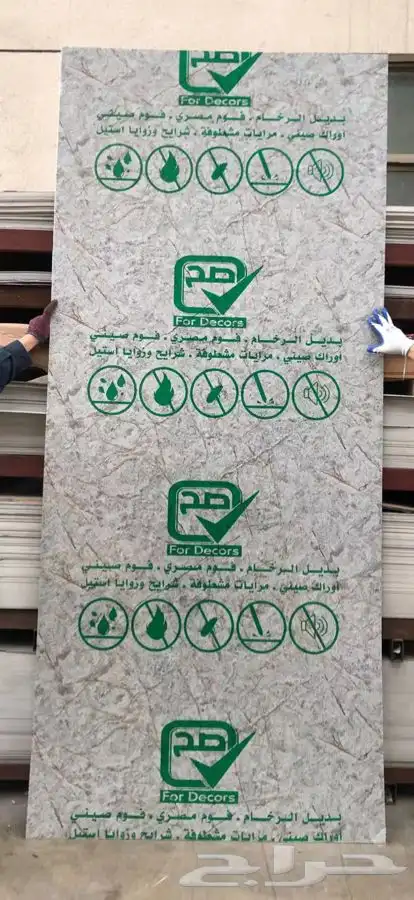 صح
For Decors
بديل الرخام . فوم مصري . فوم صيني
أوراك صيني . مرايات مشطوفة . شرايح وزوايا استيل
صح
For Decors
بديل الرخام . فوم مصري . فوم صيني
أوراك صيني . مرايات مشطوفة . شرايح وزوايا استيل
صح
For Decors
بديل الرخام . فوم مصري . فوم صيني
أوراك صيني . مرايات مشطوفة . شرايح وزوايا استيل
صح
For Decors
بديل الرخام . فوم مصري . فوم صيني
أوراك صيني . مرايات مشطوفة . شرايح وزوايا استيل
حراج